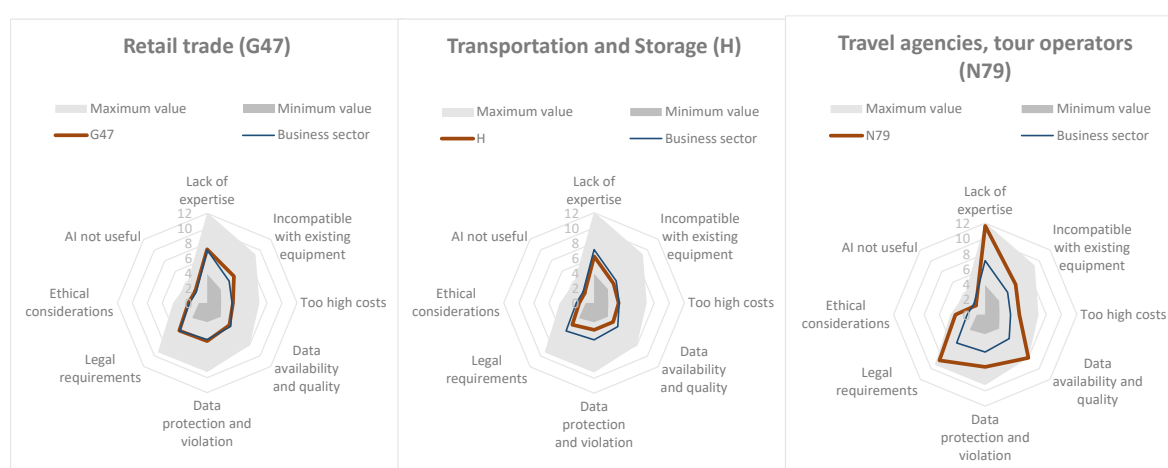 Retail trade (G47)
Maximum value
Minimum value
G47
Business sector
Lack of
expertise
Incompatible
with existing
equipment
Too high costs
Data availability
and quality
Data
protection and
violation
Legal
requirements
Ethical
considerations
AI not useful
12
10
8
6
4
2
0
Transportation and Storage (H)
Maximum value
Minimum value
H
Business sector
Lack of
expertise
Incompatible
with existing
equipment
Too high costs
Data availability
and quality
Data
protection
and violation
Legal
requirements
Ethical
considerations
AI not useful
12
10
8
6
4
2
0
Travel agencies, tour operators
(N79)
Maximum value
Minimum value
N79
Business sector
Lack of
expertise
Incompatible
with existing
equipment
Too high costs
Data
availability and
quality
Data
protection and
violation
Legal
requirements
Ethical
considerations
AI not useful
12
10
8
6
4
2
0